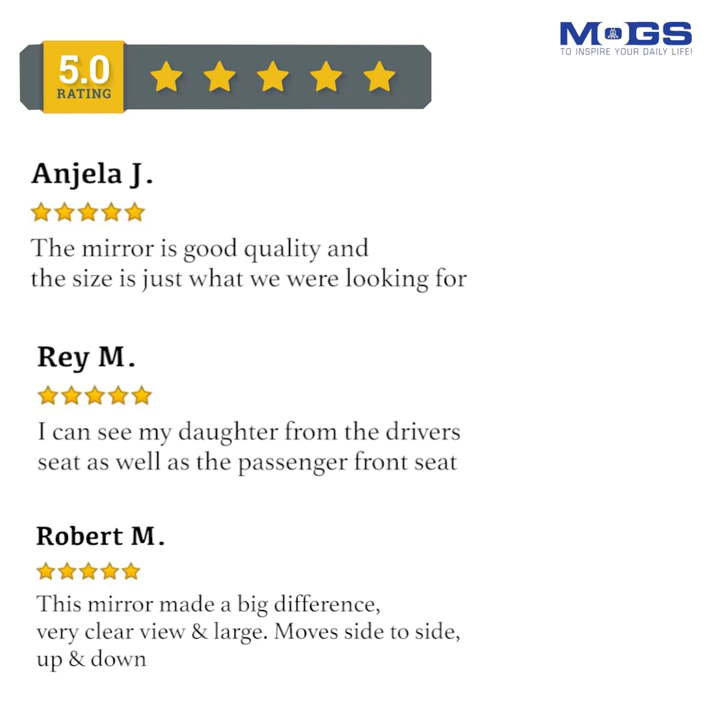 MOGS
TO INSPIRE YOUR DAILY LIFE!
5.0
RATING
Anjela J.
The mirror is good quality and
the size is just what we were looking for
Rey M.
I can see my daughter from the drivers
seat as well as the passenger front seat
Robert M.
This mirror made a big difference,
very clear view & large. Moves side to side,
up & down